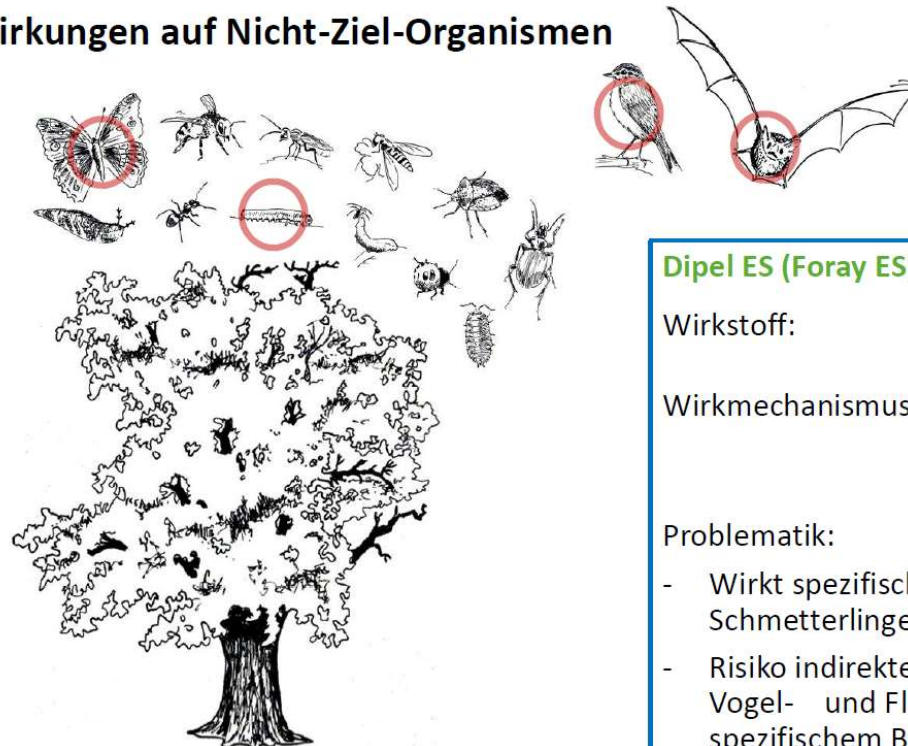 irkungen auf Nicht-Ziel-Organismen
Dipel ES (Foray ES
Wirkstoff:
Wirkmechanismus
Problematik:
- Wirkt spezifisch
Schmetterlinge
- Risiko indirekte
Vogel- und Fl
spezifischem B